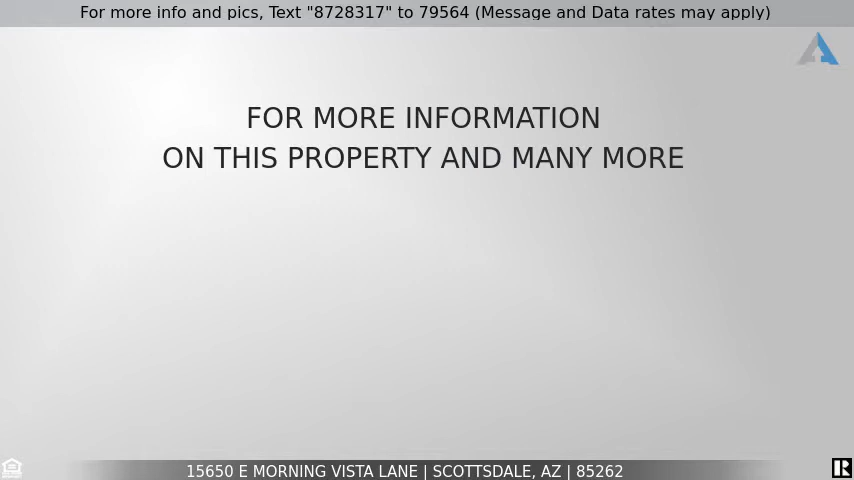 For more info and pics, Text "8728317" to 79564 (Message and Data rates may apply)
FOR MORE INFORMATION
ON THIS PROPERTY AND MANY MORE
15650 E MORNING VISTA LANE | SCOTTSDALE, AZ | 85262